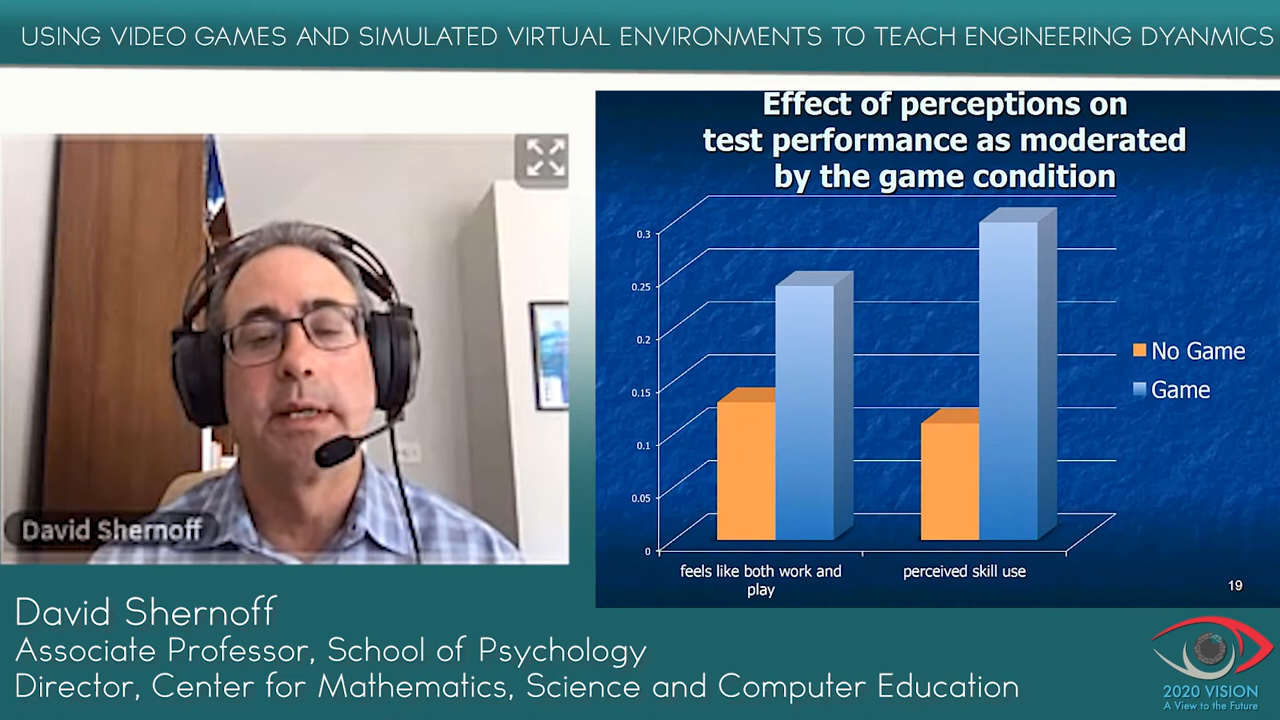 USING VIDEO GAMES AND SIMULATED VIRTUAL ENVIRONMENTS TO TEACH ENGINEERING DYANMICS
Effect of perceptions on
test performance as moderated
by the game condition
0.3
0.25
0.2
0.15
0.1
0.05
0
feels like both work and
play
perceived skill use
No Game
Game
19
David Shernoff
David Shernoff
Associate Professor, School of Psychology
Director, Center for Mathematics, Science and Computer Education
2020 VISION
A View to the Future